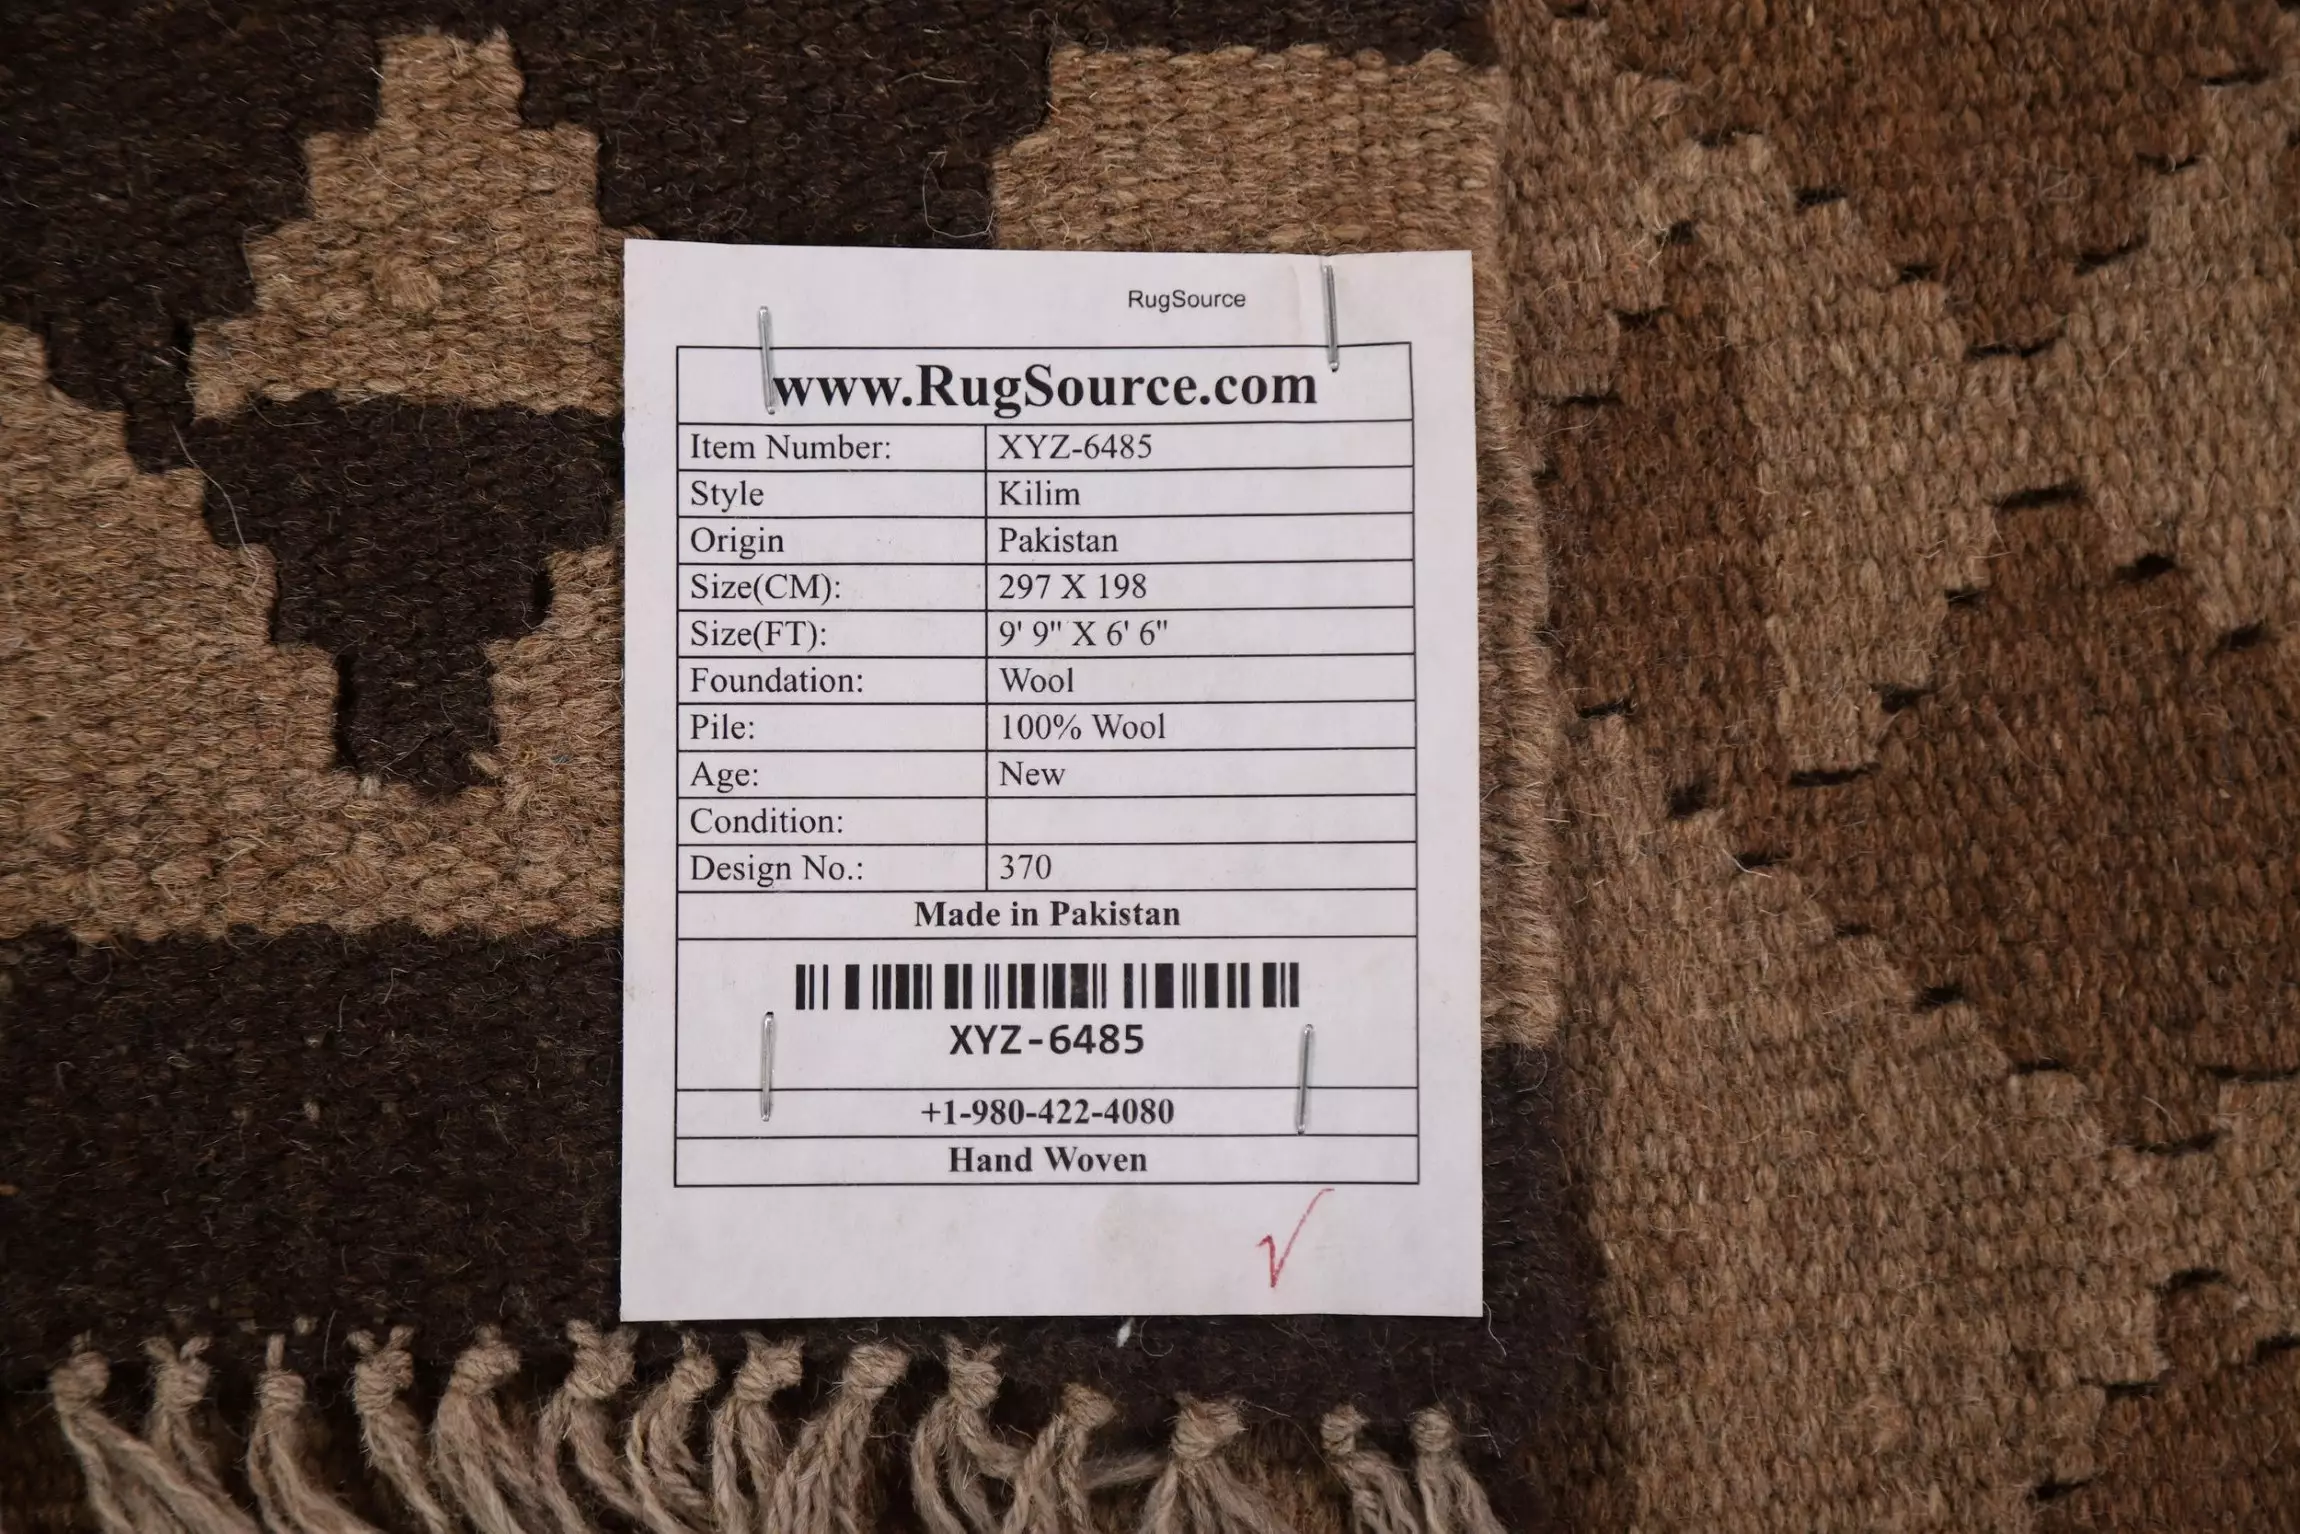 RugSource
www.RugSource.com
Item Number: XYZ-6485
Style Kilim
Origin Pakistan
Size(CM): 297 X 198
Size(FT): 9' 9" X 6' 6"
Foundation: Wool
Pile: 100% Wool
Age: New
Condition:
Design No.: 370
Made in Pakistan
XYZ-6485
+1-980-422-4080
Hand Woven